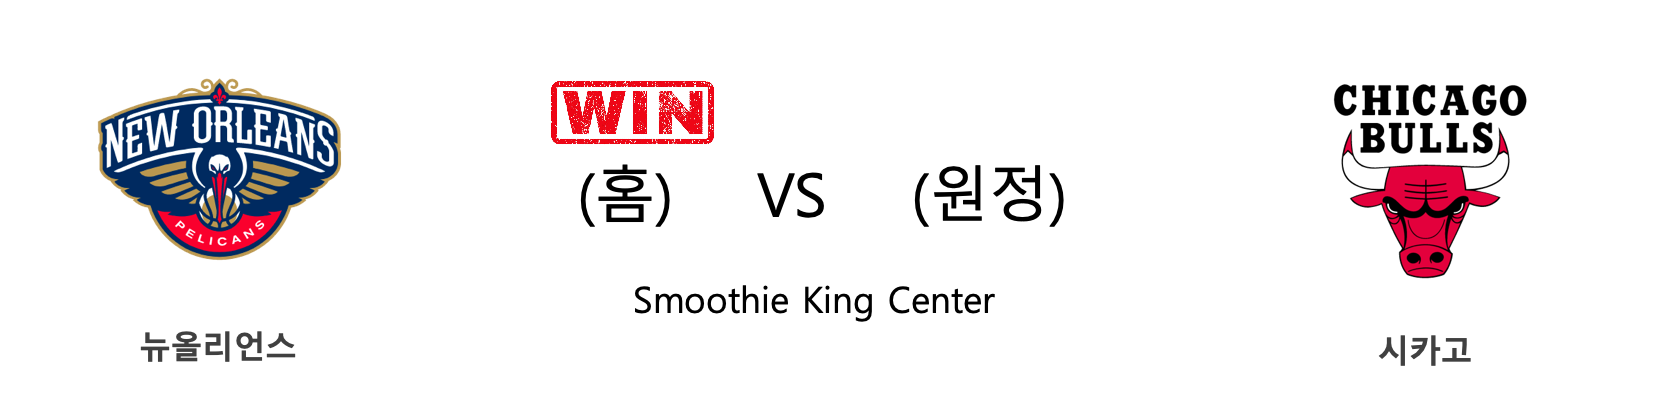 NEW ORLEANS
PELICANS
뉴올리언스
WIN
(홈) VS (원정)
Smoothie King Center
CHICAGO
BULLS
시카고